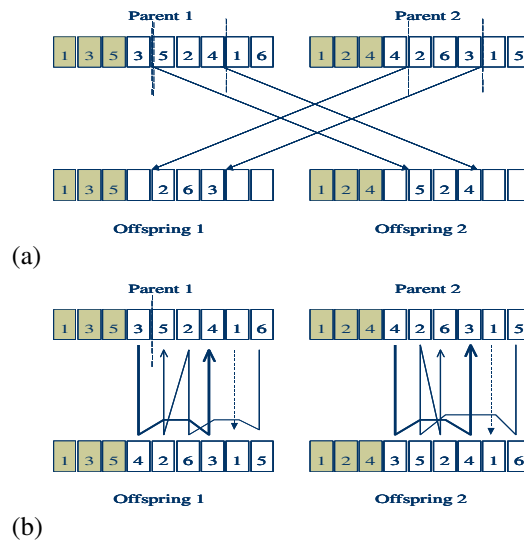 Parent 1 Parent 2
1 3 5 3 5 2 4 1 6 1 2 4 4 2 6 3 1 5
1 3 5 2 6 3 1 2 4 5 2 4
Offspring 1 Offspring 2
(a)
Parent 1 Parent 2
1 3 5 3 5 2 4 1 6 1 2 4 4 2 6 3 1 5
1 3 5 4 2 6 3 1 5 1 2 4 3 5 2 4 1 6
Offspring 1 Offspring 2
(b)